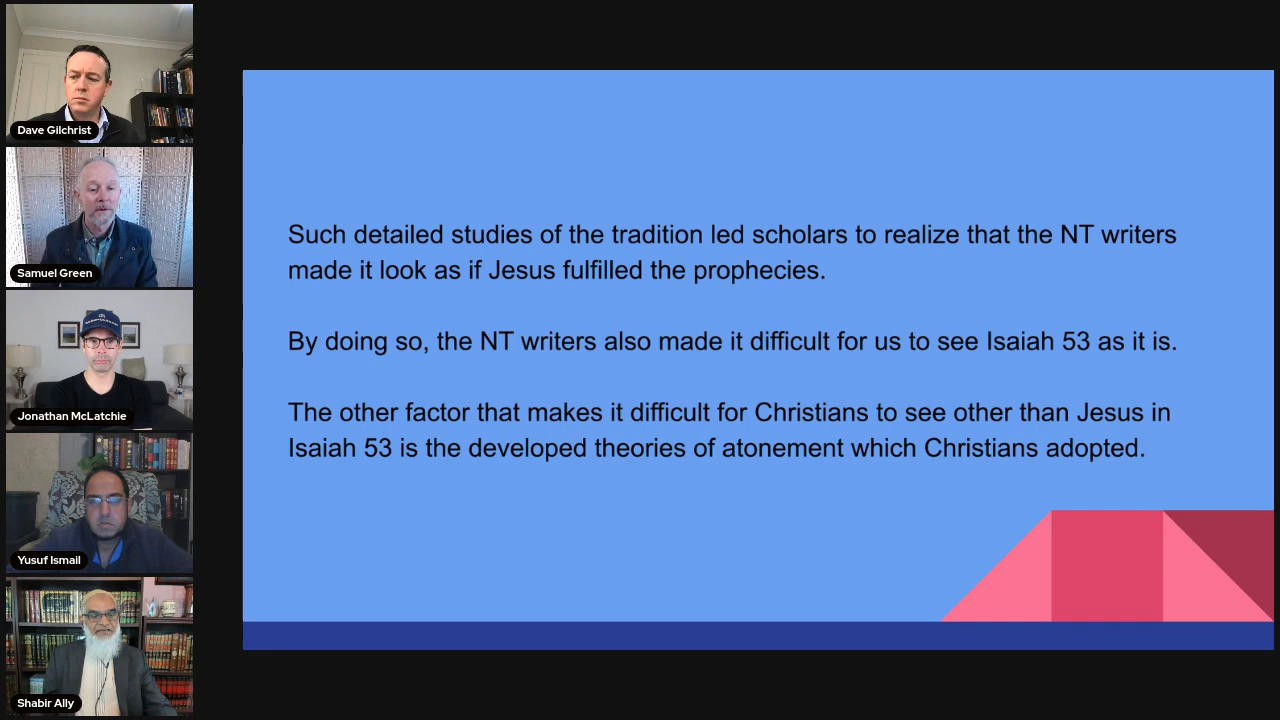 Dave Gilchrist
Samuel Green
Jonathan McLatchie
Yusuf Ismail
Shabir Ally
Such detailed studies of the tradition led scholars to realize that the NT writers
made it look as if Jesus fulfilled the prophecies.
By doing so, the NT writers also made it difficult for us to see Isaiah 53 as it is.
The other factor that makes it difficult for Christians to see other than Jesus in
Isaiah 53 is the developed theories of atonement which Christians adopted.